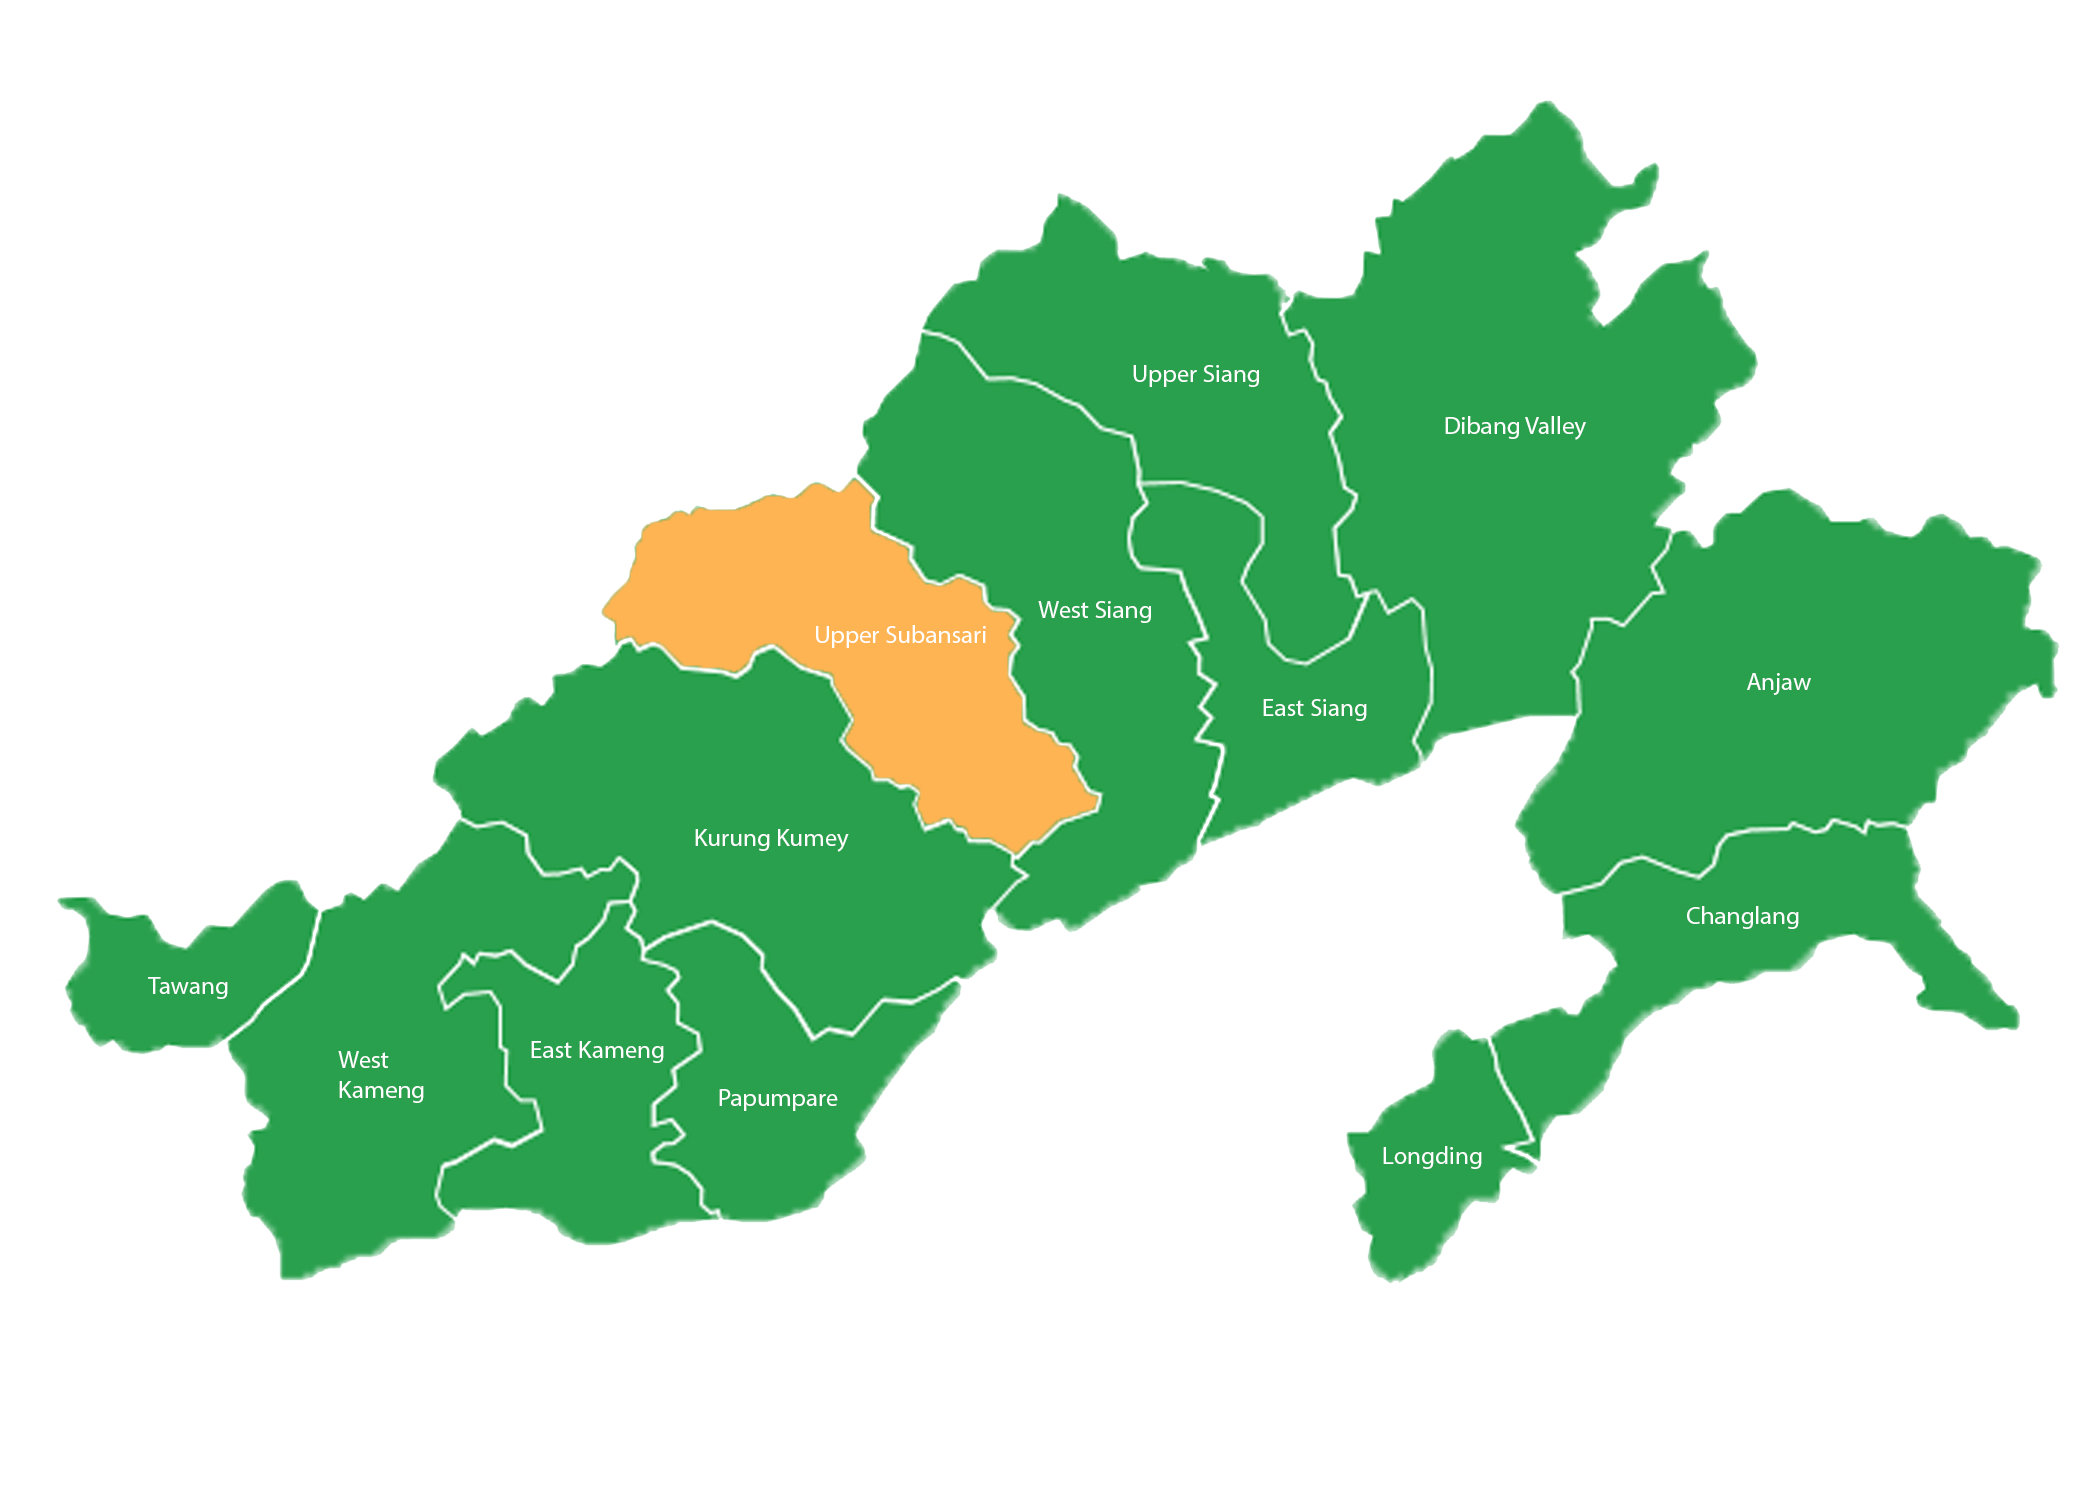 Upper Siang
Dibang Valley
West Siang
Upper Subansari
Anjaw
East Siang
Kurung Kumey
Changlang
Tawang
East Kameng
West
Kameng
Papumpare
Longding